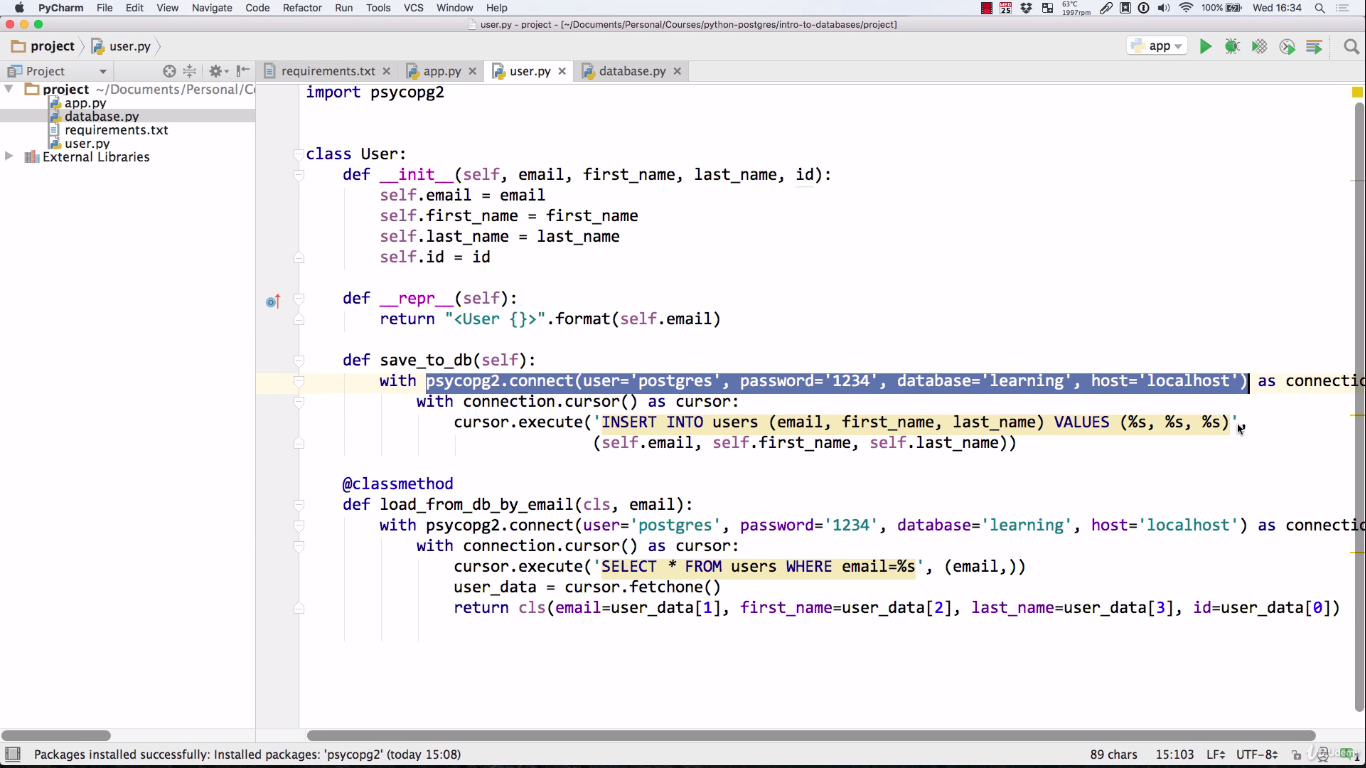 PyCharm File Edit View Navigate Code Refactor Run Tools VCS Window Help MAR 25 63°C 1997rpm 100% Wed 16:34
user.py - project - [~/Documents/Personal/Courses/python-postgres/intro-to-databases/project]
project user.py app
Project requirements.txt app.py user.py database.py
project ~/Documents/Personal/Co
app.py
database.py
requirements.txt
user.py
External Libraries
import psycopg2
class User:
def __init__(self, email, first_name, last_name, id):
self.email = email
self.first_name = first_name
self.last_name = last_name
self.id = id
def __repr__(self):
return "<User {}>".format(self.email)
def save_to_db(self):
with psycopg2.connect(user='postgres', password='1234', database='learning', host='localhost') as connectio
with connection.cursor() as cursor:
cursor.execute('INSERT INTO users (email, first_name, last_name) VALUES (%s, %s, %s)',
(self.email, self.first_name, self.last_name))
@classmethod
def load_from_db_by_email(cls, email):
with psycopg2.connect(user='postgres', password='1234', database='learning', host='localhost') as connectio
with connection.cursor() as cursor:
cursor.execute('SELECT * FROM users WHERE email=%s', (email,))
user_data = cursor.fetchone()
return cls(email=user_data[1], first_name=user_data[2], last_name=user_data[3], id=user_data[0])
Packages installed successfully: Installed packages: 'psycopg2' (today 15:08) 89 chars 15:103 LF UTF-8